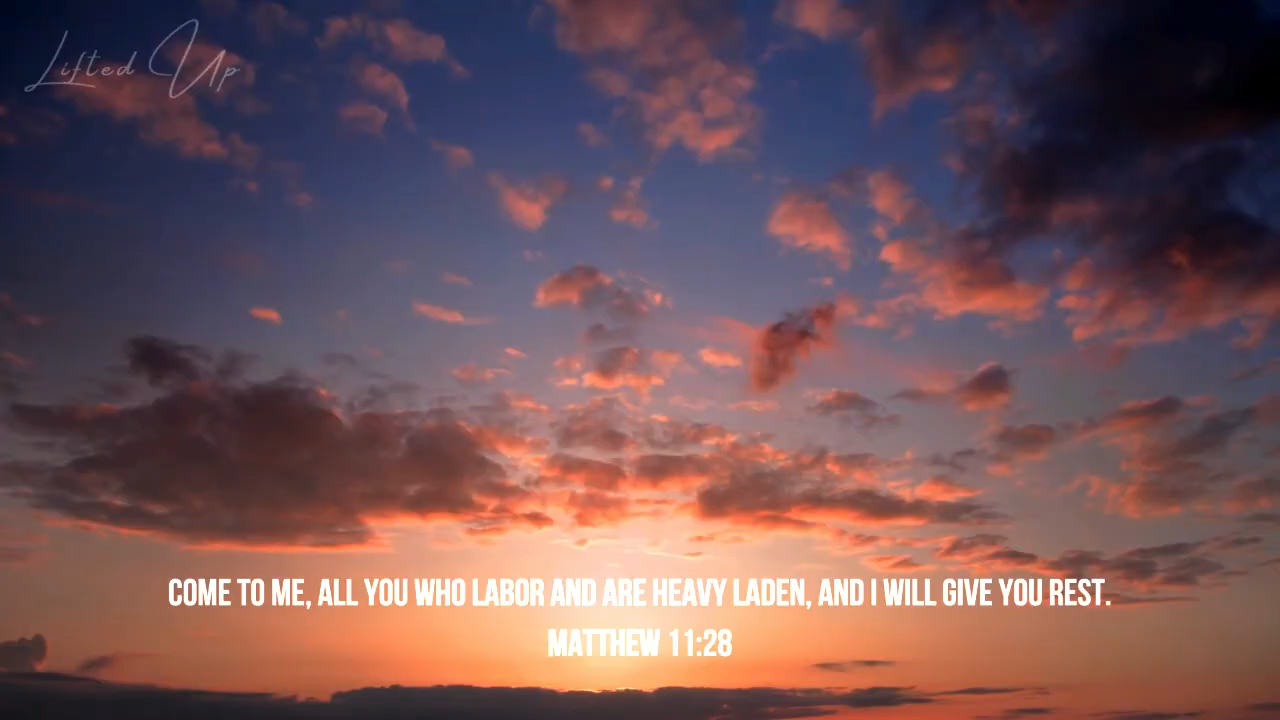 Lifted Up
COME TO ME, ALL YOU WHO LABOR AND ARE HEAVY LADEN, AND I WILL GIVE YOU REST.
MATTHEW 11:28